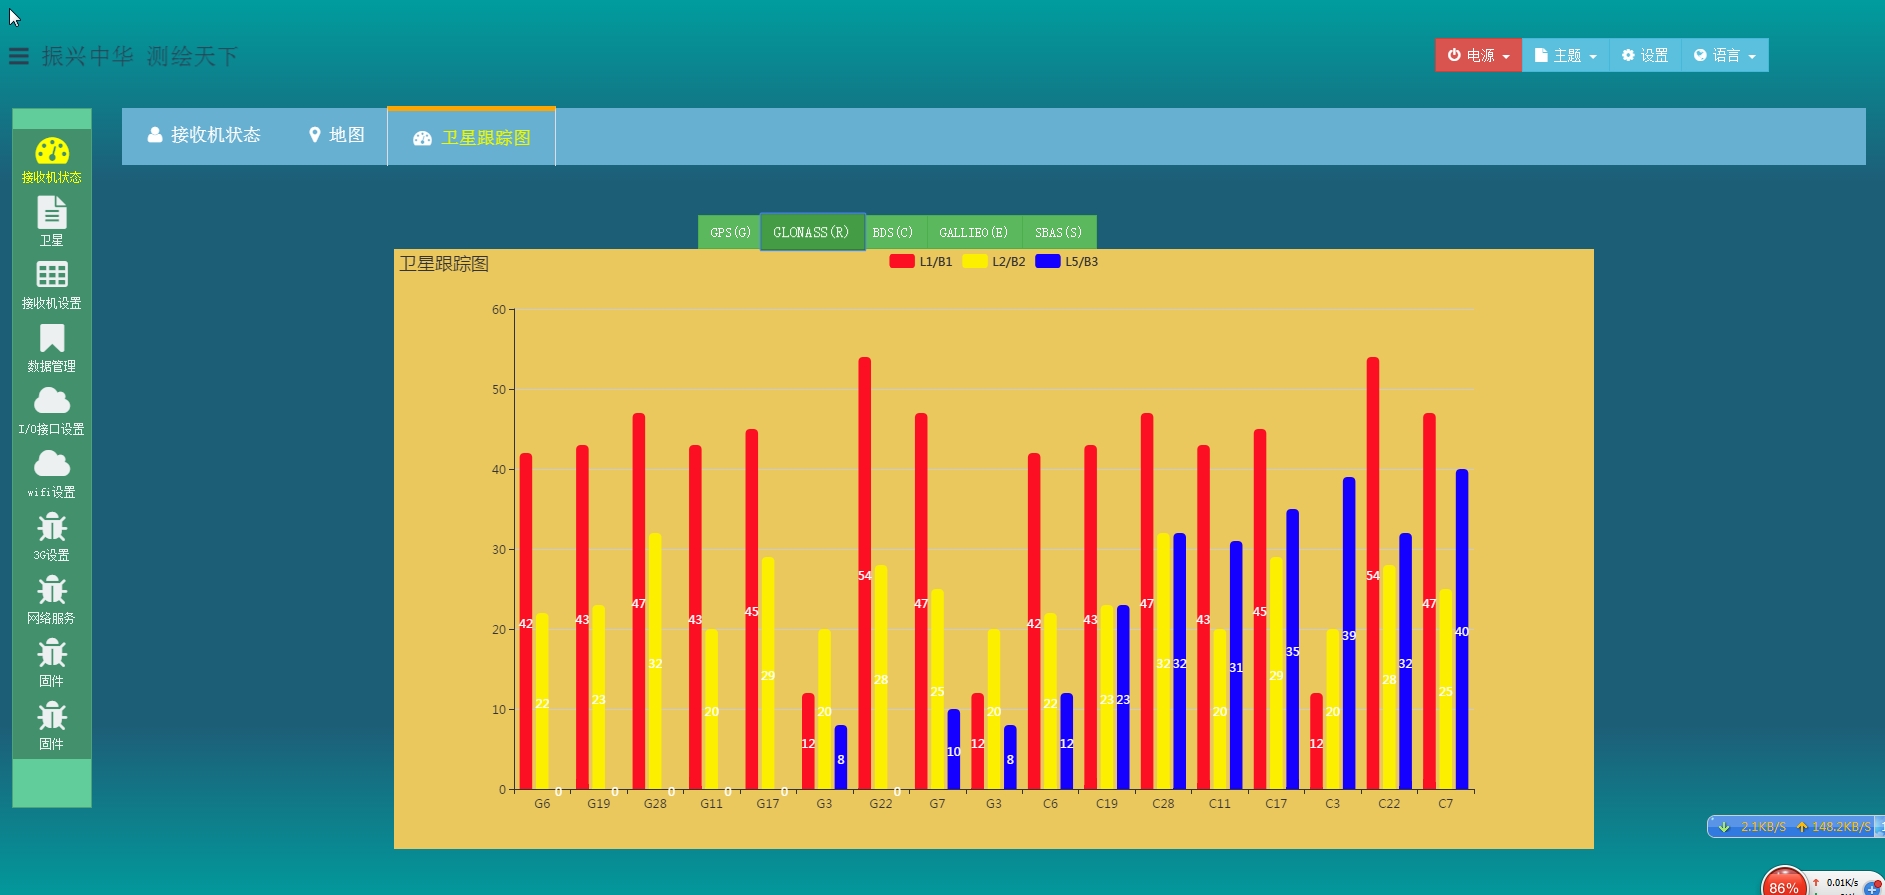 振兴中华 测绘天下
电源 主题 设置 语言
接收机状态 地图 卫星跟踪图
接收机状态
卫星
接收机设置
数据管理
I/O接口设置
wifi设置
3G设置
网络服务
固件
固件
GPS(G) GLONASS(R) BDS(C) GALLIEO(E) SBAS(S)
卫星跟踪图
L1/B1 L2/B2 L5/B3
60
50
40
30
20
10
0
42 22 0
43 23 0
47 32 0
43 20 0
45 29 0
12 20 8
54 28 0
47 25 10
12 20 8
42 22 12
43 23 23
47 32 32
43 20 31
45 29 35
12 20 39
54 28 32
47 25 40
G6 G19 G28 G11 G17 G3 G22 G7 G3 C6 C19 C28 C11 C17 C3 C22 C7
2.1KB/S 148.2KB/S
86% 0.01K/s